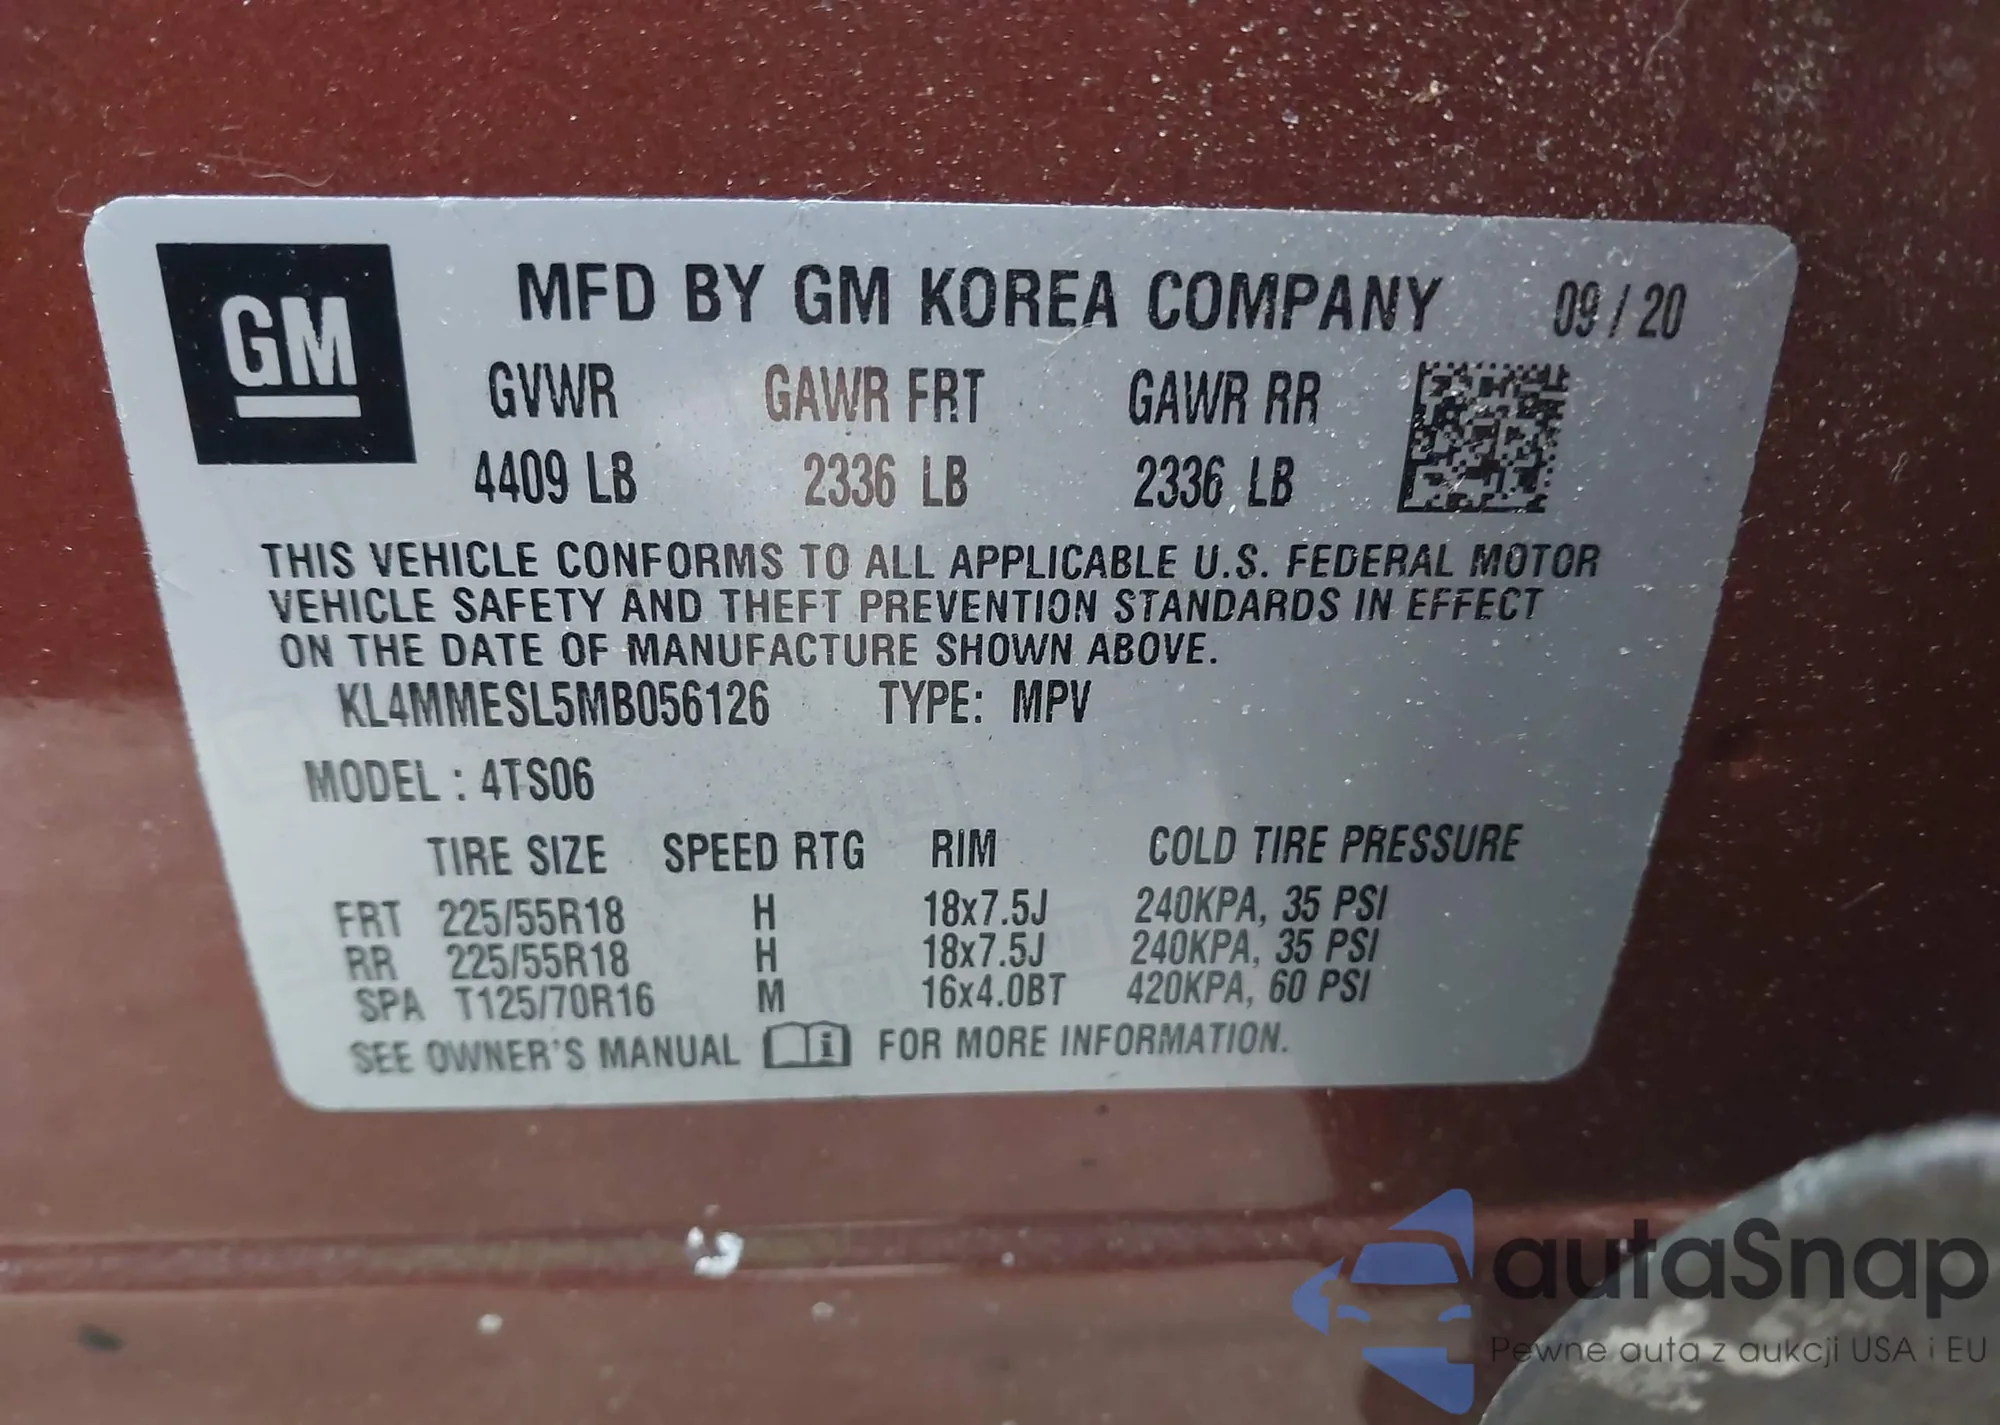 GM
MFD BY GM KOREA COMPANY 09 / 20
GVWR GAWR FRT GAWR RR
4409 LB 2336 LB 2336 LB
THIS VEHICLE CONFORMS TO ALL APPLICABLE U.S. FEDERAL MOTOR
VEHICLE SAFETY AND THEFT PREVENTION STANDARDS IN EFFECT
ON THE DATE OF MANUFACTURE SHOWN ABOVE.
KL4MMESL5MB056126 TYPE: MPV
MODEL : 4TS06
TIRE SIZE SPEED RTG RIM COLD TIRE PRESSURE
FRT 225/55R18 H 18x7.5J 240KPA, 35 PSI
RR 225/55R18 H 18x7.5J 240KPA, 35 PSI
SPA T125/70R16 M 16x4.0BT 420KPA, 60 PSI
SEE OWNER'S MANUAL i FOR MORE INFORMATION.
autaSnap
Pewne auta z aukcji USA i EU